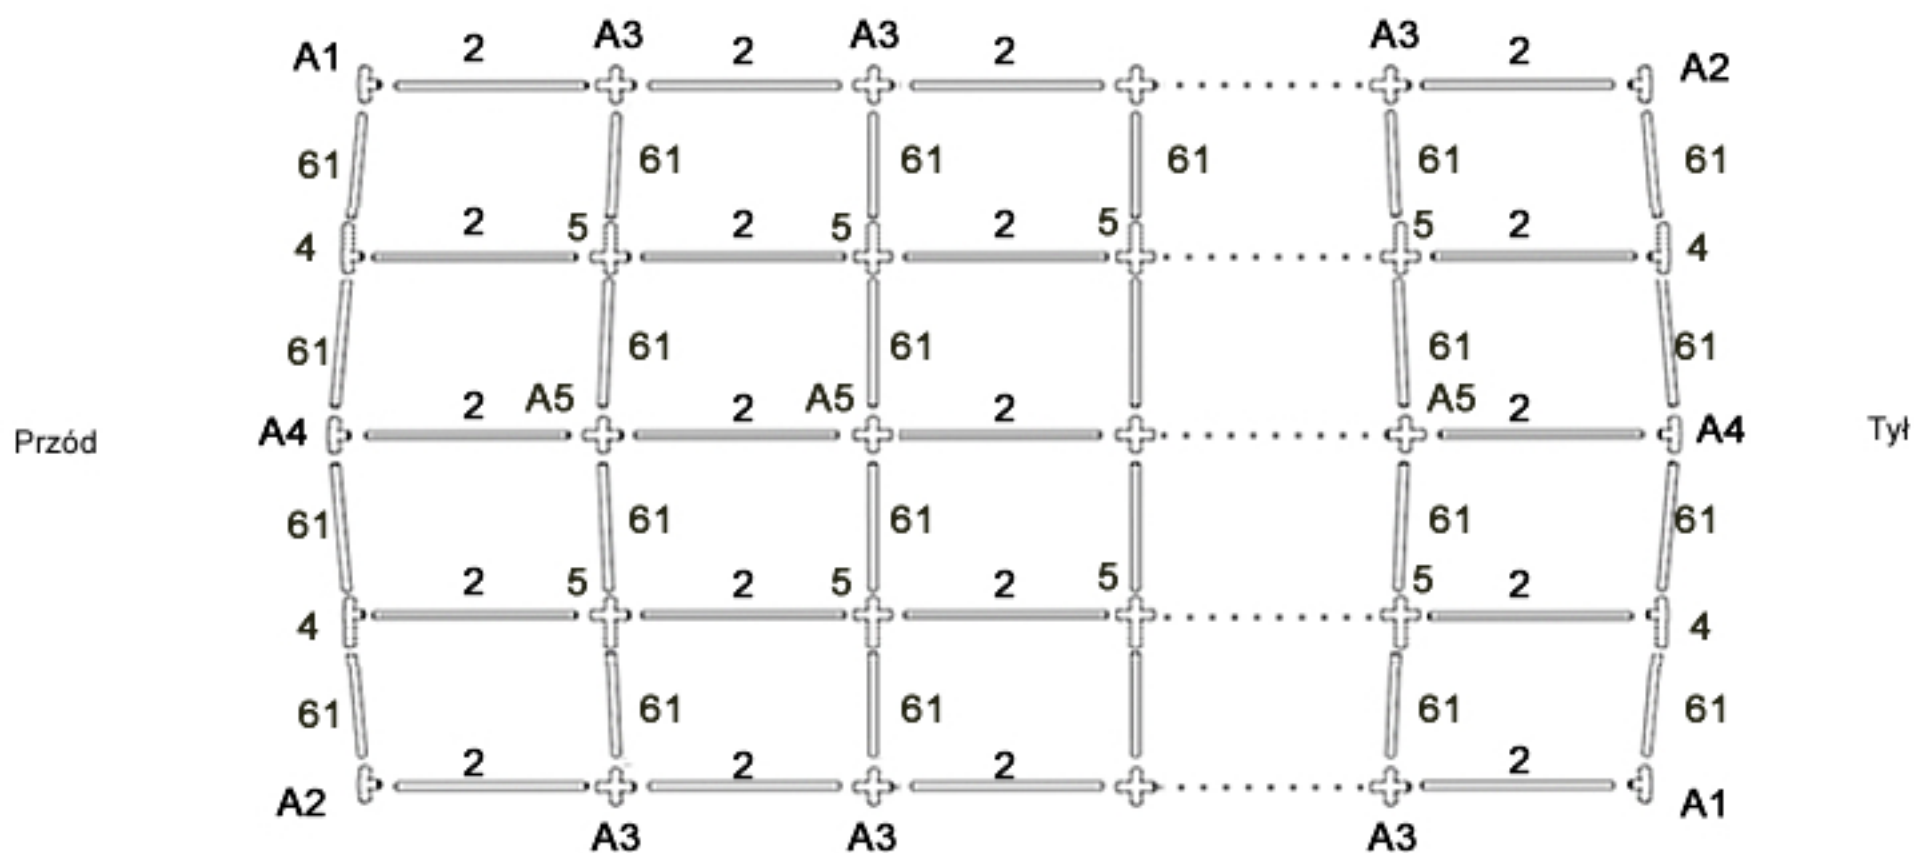 A1 2 A3 2 A3 2 A3 2 A2
61 61 61 61 61 61
4 2 5 2 5 2 5 5 2 4
61 61 61 61 61
Przód A4 2 A5 2 A5 2 A5 2 A4 Tył
61 61 61 61 61
4 2 5 2 5 2 5 5 2 4
61 61 61 61 61
A2 2 2 2 2 A1
A3 A3 A3